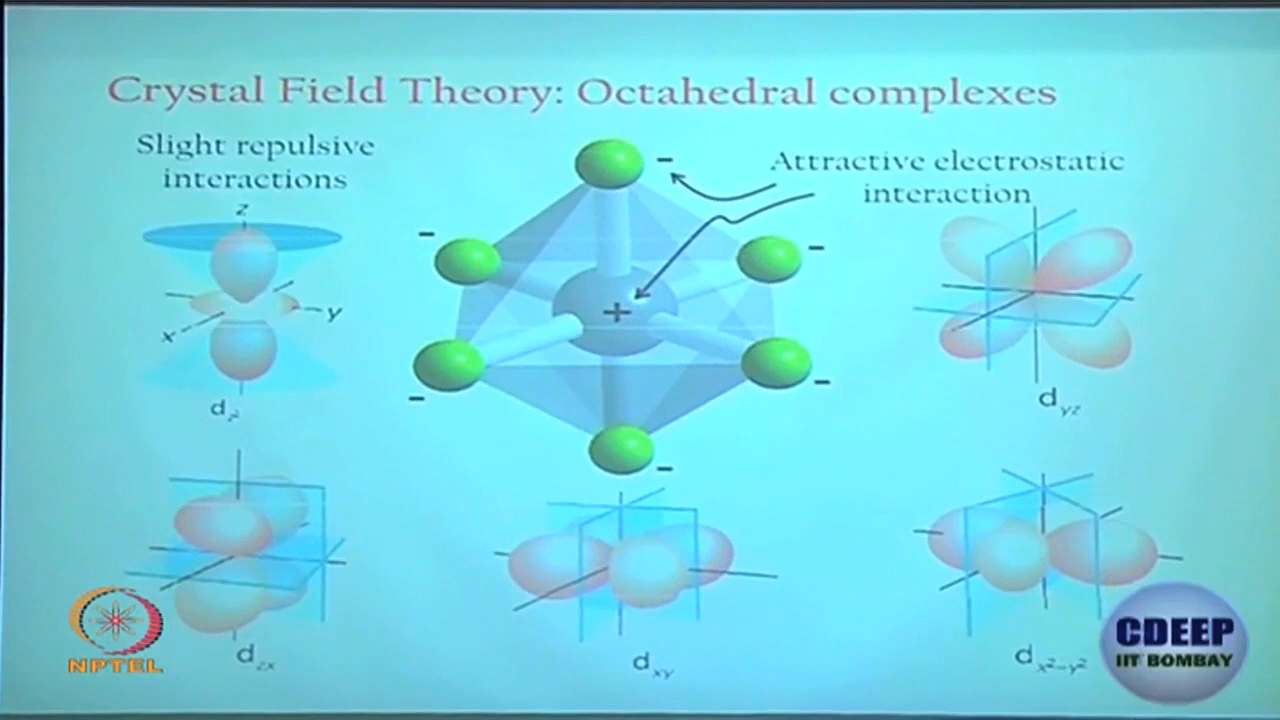 Crystal Field Theory: Octahedral complexes
Slight repulsive
interactions
Attractive electrostatic
interaction
z
y
x
+
−
−
−
−
−
−
d_z²
d_yz
d_zx
d_xy
d_x²−y²
NPTEL
CDEEP
IIT BOMBAY